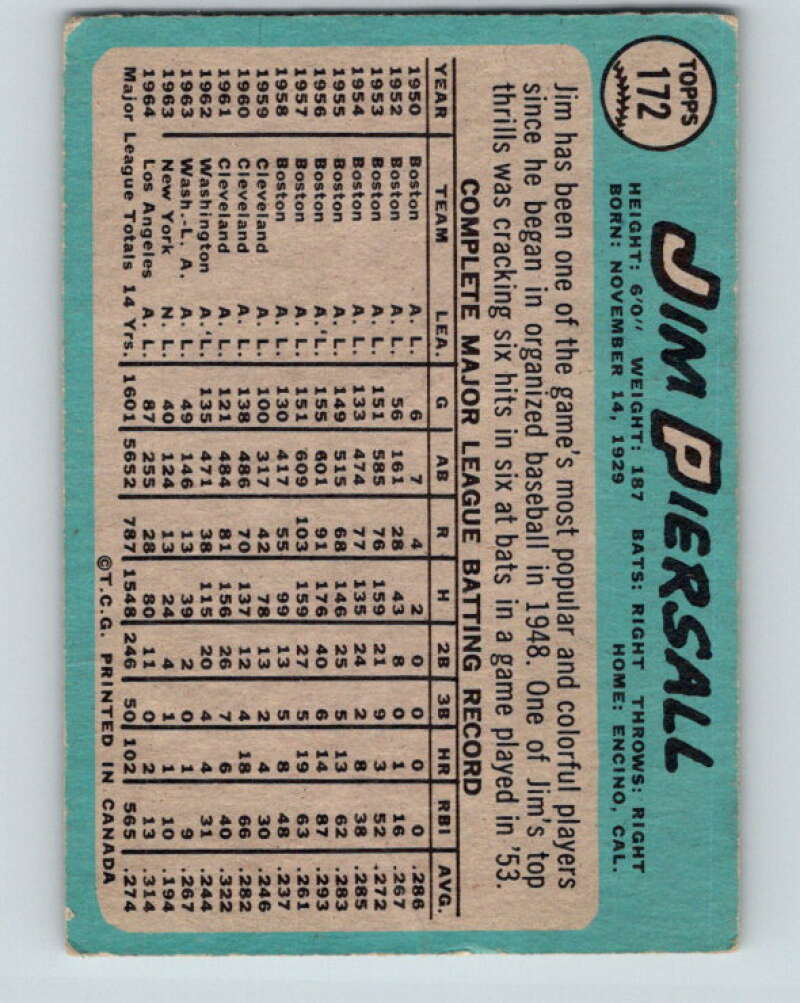 TOPPS
172
JIM PIERSALL
HEIGHT: 6'0" WEIGHT: 187 BATS: RIGHT THROWS: RIGHT
BORN: NOVEMBER 14, 1929 HOME: ENCINO, CAL.
Jim has been one of the game's most popular and colorful players
since he began in organized baseball in 1948. One of Jim's top
thrills was cracking six hits in six at bats in a game played in '53.
COMPLETE MAJOR LEAGUE BATTING RECORD
YEAR TEAM LEA. G AB R H 2B 3B HR RBI AVG.
1950 Boston A. L. 6 7 4 2 0 0 0 0 .286
1952 Boston A. L. 56 161 28 43 8 0 1 16 .267
1953 Boston A. L. 151 585 76 159 21 9 3 52 .272
1954 Boston A. L. 133 474 77 135 24 2 8 38 .285
1955 Boston A. L. 149 515 68 146 25 5 13 62 .283
1956 Boston A. L. 155 601 91 176 40 6 14 87 .293
1957 Boston A. L. 151 609 103 159 27 5 19 63 .261
1958 Boston A. L. 130 417 55 99 13 5 8 48 .237
1959 Cleveland A. L. 100 317 42 78 13 2 4 30 .246
1960 Cleveland A. L. 138 486 70 137 12 4 18 66 .282
1961 Cleveland A. L. 121 484 81 156 26 7 6 40 .322
1962 Washington A. L. 135 471 38 115 20 4 4 31 .244
1963 Wash.-L. A. A. L. 49 146 13 39 2 0 1 9 .267
1963 New York N. L. 40 124 13 24 4 1 1 10 .194
1964 Los Angeles A. L. 87 255 28 80 11 0 2 13 .314
Major League Totals 14 Yrs. 1601 5652 787 1548 246 50 102 565 .274
©T.C.G. PRINTED IN CANADA